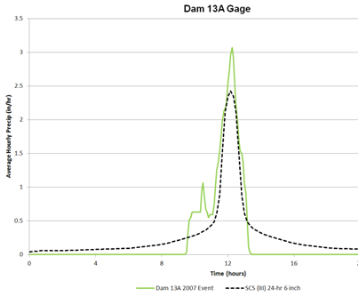 Dam 13A Gage
3.5
3
2.5
2
1.5
1
0.5
0
Average Hourly Precip (in/hr)
0 4 8 12 16
Time (hours)
Dam 13A 2007 Event SCS (III) 24-hr 6 inch